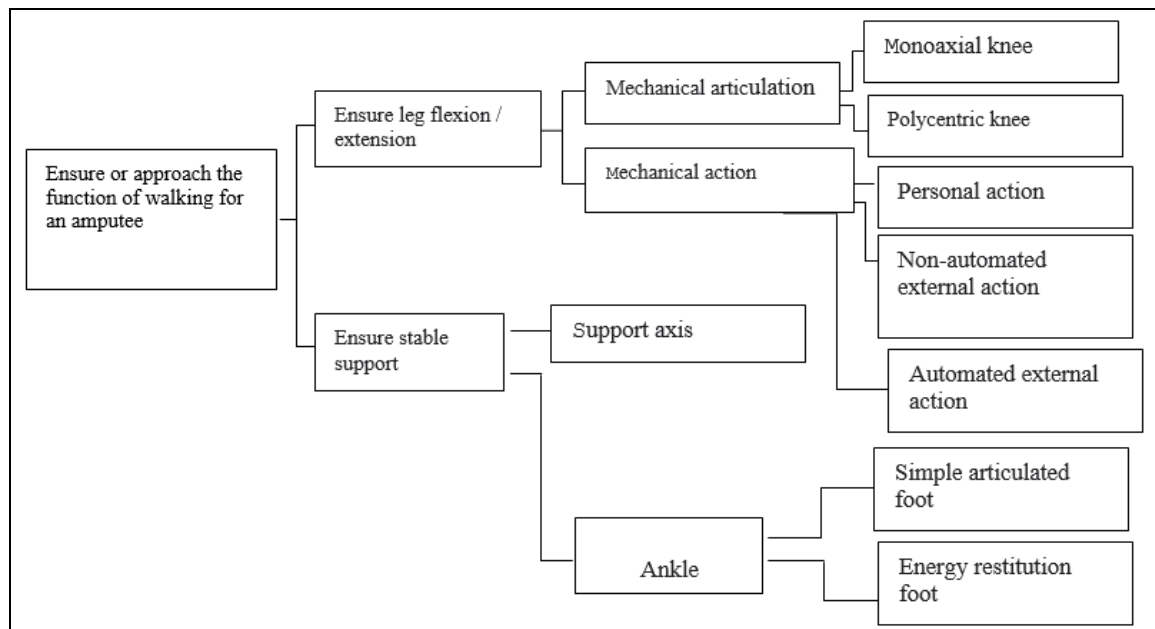 Ensure or approach the
function of walking for
an amputee
Ensure leg flexion /
extension
Mechanical articulation
Monoaxial knee
Polycentric knee
Mechanical action
Personal action
Non-automated
external action
Automated external
action
Ensure stable
support
Support axis
Ankle
Simple articulated
foot
Energy restitution
foot